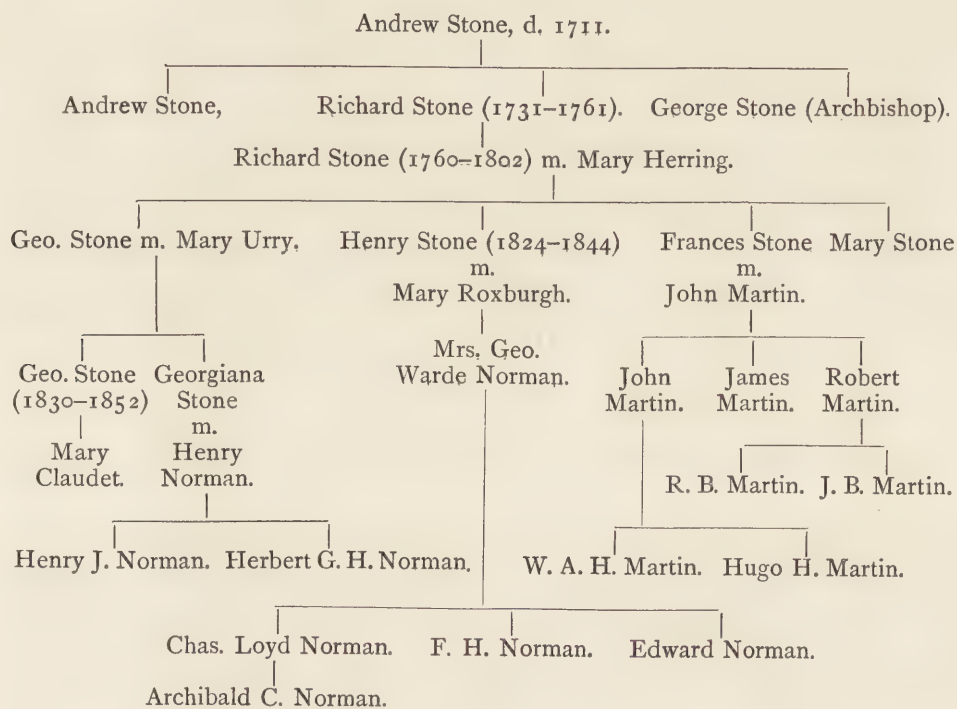 Andrew Stone, d. 1711.
Andrew Stone, Richard Stone (1731–1761). George Stone (Archbishop).
Richard Stone (1760–1802) m. Mary Herring.
Geo. Stone m. Mary Urry. Henry Stone (1824–1844) Frances Stone Mary Stone
m. m.
Mary Roxburgh. John Martin.
Mrs. Geo.
Warde Norman.
Geo. Stone Georgiana John James Robert
(1830–1852) Stone Martin. Martin. Martin.
m.
Mary Henry
Claudet. Norman.
R. B. Martin. J. B. Martin.
Henry J. Norman. Herbert G. H. Norman. W. A. H. Martin. Hugo H. Martin.
Chas. Loyd Norman. F. H. Norman. Edward Norman.
Archibald C. Norman.